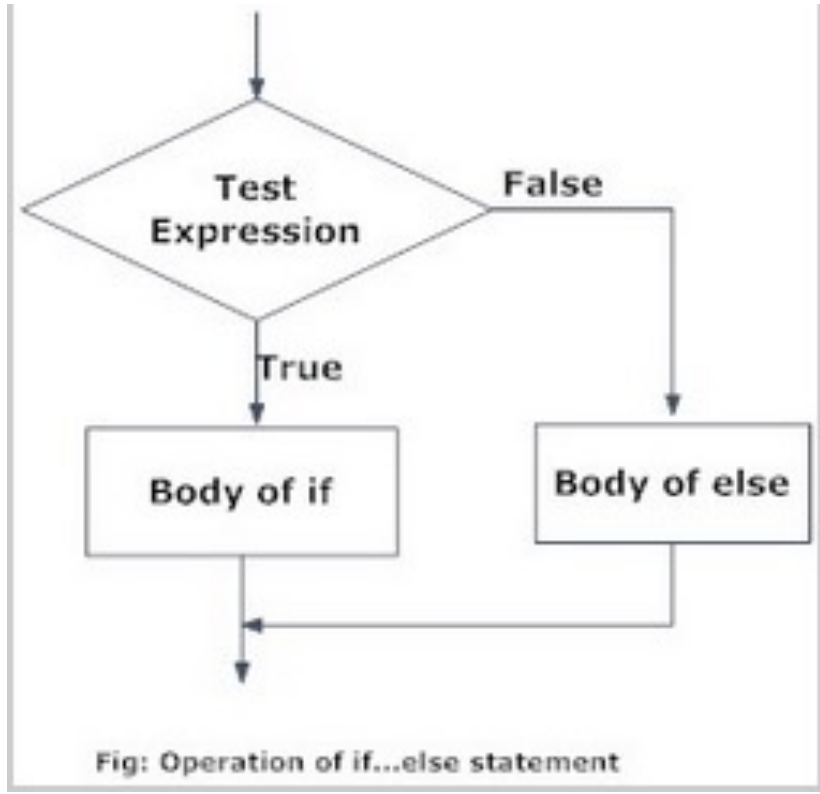 Test
Expression
False
True
Body of if
Body of else
Fig: Operation of if...else statement